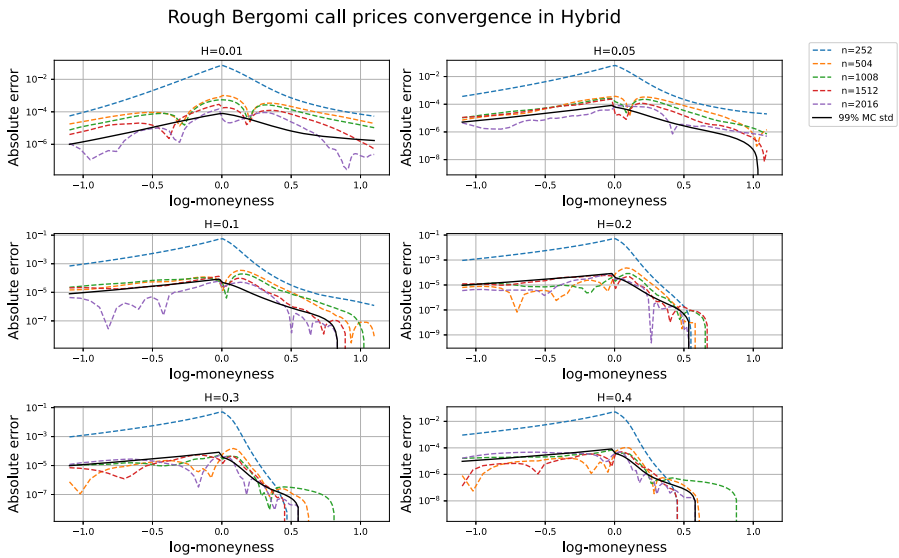 Rough Bergomi call prices convergence in Hybrid
H=0.01
Absolute error
10⁻²
10⁻⁴
10⁻⁶
−1.0 −0.5 0.0 0.5 1.0
log-moneyness
H=0.05
Absolute error
10⁻²
10⁻⁴
10⁻⁶
10⁻⁸
−1.0 −0.5 0.0 0.5 1.0
log-moneyness
n=252
n=504
n=1008
n=1512
n=2016
99% MC std
H=0.1
Absolute error
10⁻¹
10⁻³
10⁻⁵
10⁻⁷
−1.0 −0.5 0.0 0.5 1.0
log-moneyness
H=0.2
Absolute error
10⁻¹
10⁻³
10⁻⁵
10⁻⁷
10⁻⁹
−1.0 −0.5 0.0 0.5 1.0
log-moneyness
H=0.3
Absolute error
10⁻¹
10⁻³
10⁻⁵
10⁻⁷
−1.0 −0.5 0.0 0.5 1.0
log-moneyness
H=0.4
Absolute error
10⁻²
10⁻⁴
10⁻⁶
10⁻⁸
−1.0 −0.5 0.0 0.5 1.0
log-moneyness